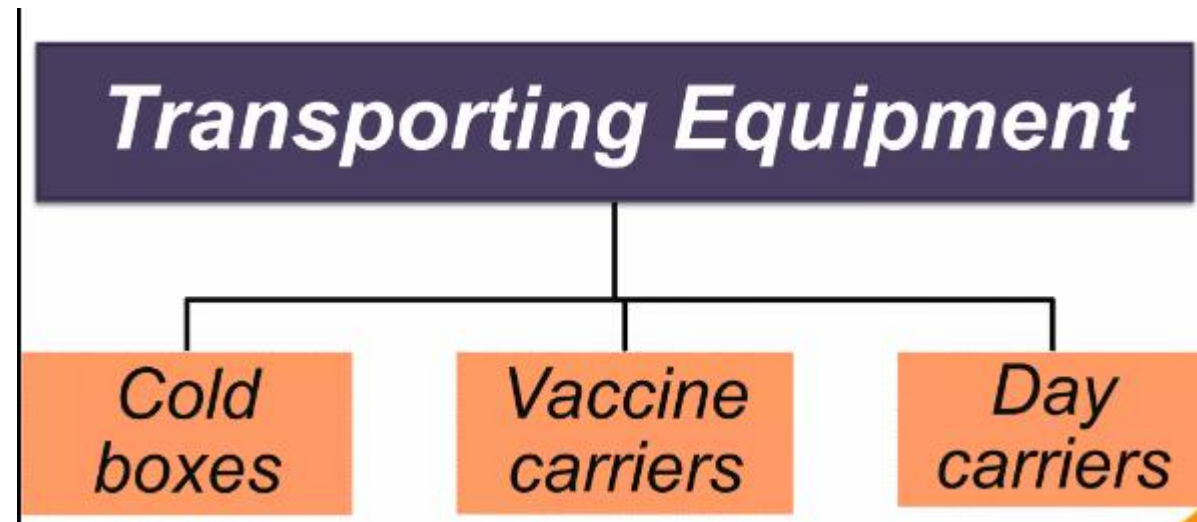 Transporting Equipment
Cold
boxes
Vaccine
carriers
Day
carriers